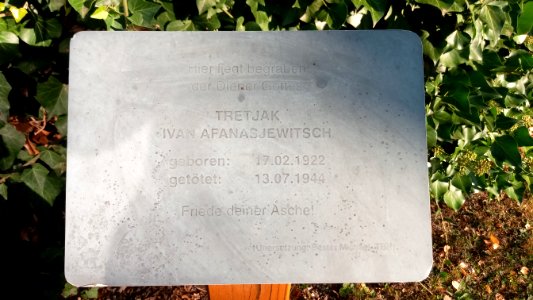 Hier liegt begraben
der Diener Gottes
TRETJAK
IVAN AFANASJEWITSCH
geboren: 17.02.1922
getötet: 13.07.1944
Friede deiner Asche!
(Übersetzung: